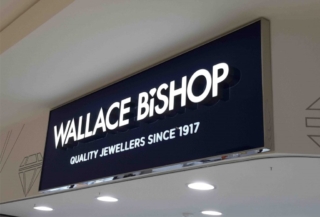 WALLACE BiSHOP
QUALITY JEWELLERS SINCE 1917